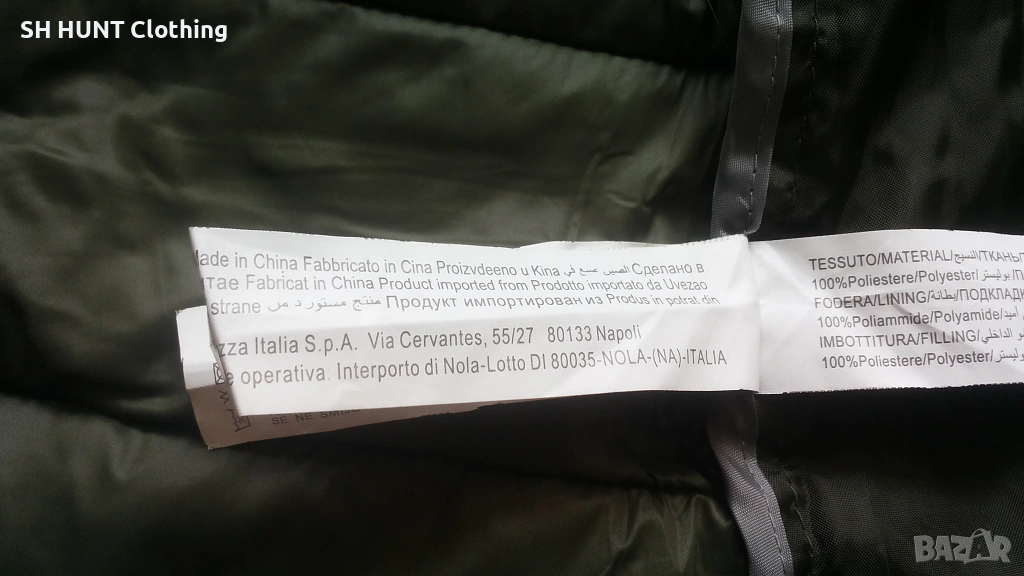 SH HUNT Clothing
Made in China Fabbricato in Cina Proizvdeeno u Kina الصين صنع في Сделано в
Китае Fabricat in China Product imported from Prodotto importato da Uvezao
strane منتج مستورد من Продукт импортирован из Produs in potrat din
zza Italia S.p.A. Via Cervantes, 55/27 80133 Napoli
e operativa. Interporto di Nola-Lotto DI 80035-NOLA-(NA)-ITALIA
SE NE
TESSUTO/MATERIAL/النسيج/ТКАНЬ/
100%Poliestere/Polyester/بوليستر/
FODERA/LINING/بطانة/ПОДКЛАДК
100%Poliammide/Polyamide/
IMBOTTITURA/FILLING/
100%Poliestere/Polyester/
BAZAR